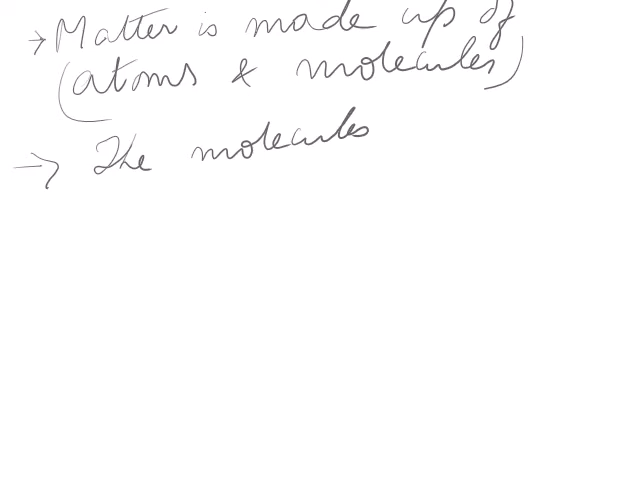 → Matter is made up of
(atoms & molecules)
→ The molecules